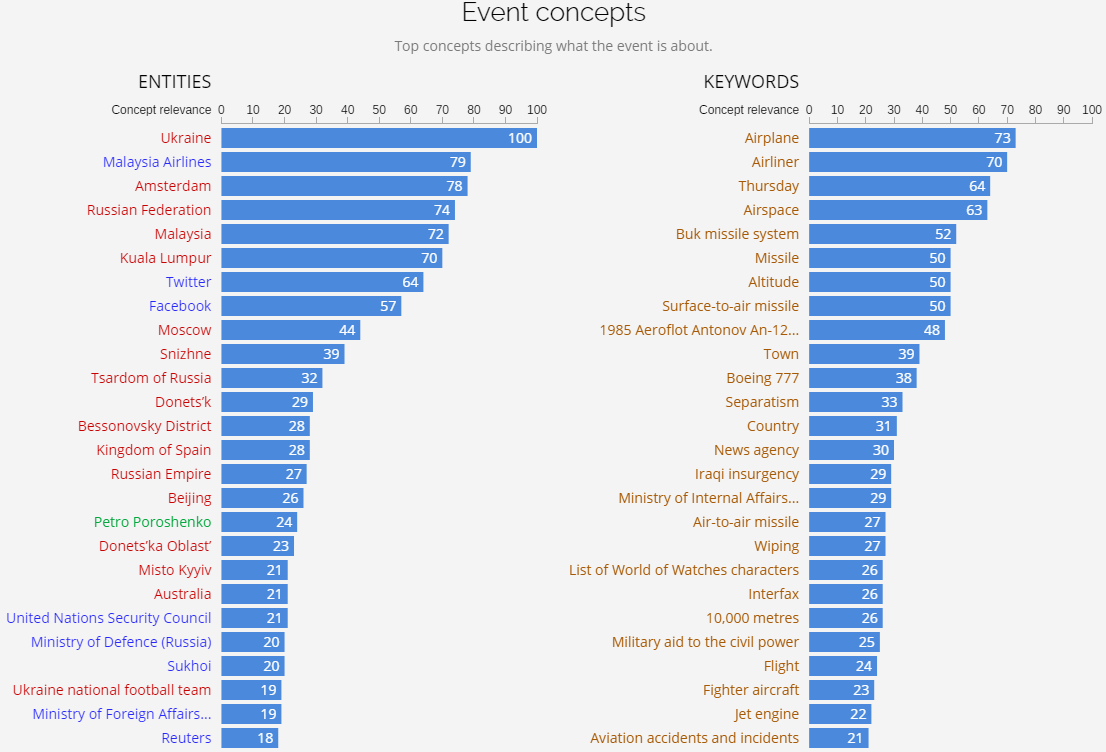 Event concepts
Top concepts describing what the event is about.
ENTITIES
Concept relevance 0 10 20 30 40 50 60 70 80 90 100
Ukraine 100
Malaysia Airlines 79
Amsterdam 78
Russian Federation 74
Malaysia 72
Kuala Lumpur 70
Twitter 64
Facebook 57
Moscow 44
Snizhne 39
Tsardom of Russia 32
Donets'k 29
Bessonovsky District 28
Kingdom of Spain 28
Russian Empire 27
Beijing 26
Petro Poroshenko 24
Donets'ka Oblast' 23
Misto Kyyiv 21
Australia 21
United Nations Security Council 21
Ministry of Defence (Russia) 20
Sukhoi 20
Ukraine national football team 19
Ministry of Foreign Affairs... 19
Reuters 18
KEYWORDS
Concept relevance 0 10 20 30 40 50 60 70 80 90 100
Airplane 73
Airliner 70
Thursday 64
Airspace 63
Buk missile system 52
Missile 50
Altitude 50
Surface-to-air missile 50
1985 Aeroflot Antonov An-12... 48
Town 39
Boeing 777 38
Separatism 33
Country 31
News agency 30
Iraqi insurgency 29
Ministry of Internal Affairs... 29
Air-to-air missile 27
Wiping 27
List of World of Watches characters 26
Interfax 26
10,000 metres 26
Military aid to the civil power 25
Flight 24
Fighter aircraft 23
Jet engine 22
Aviation accidents and incidents 21